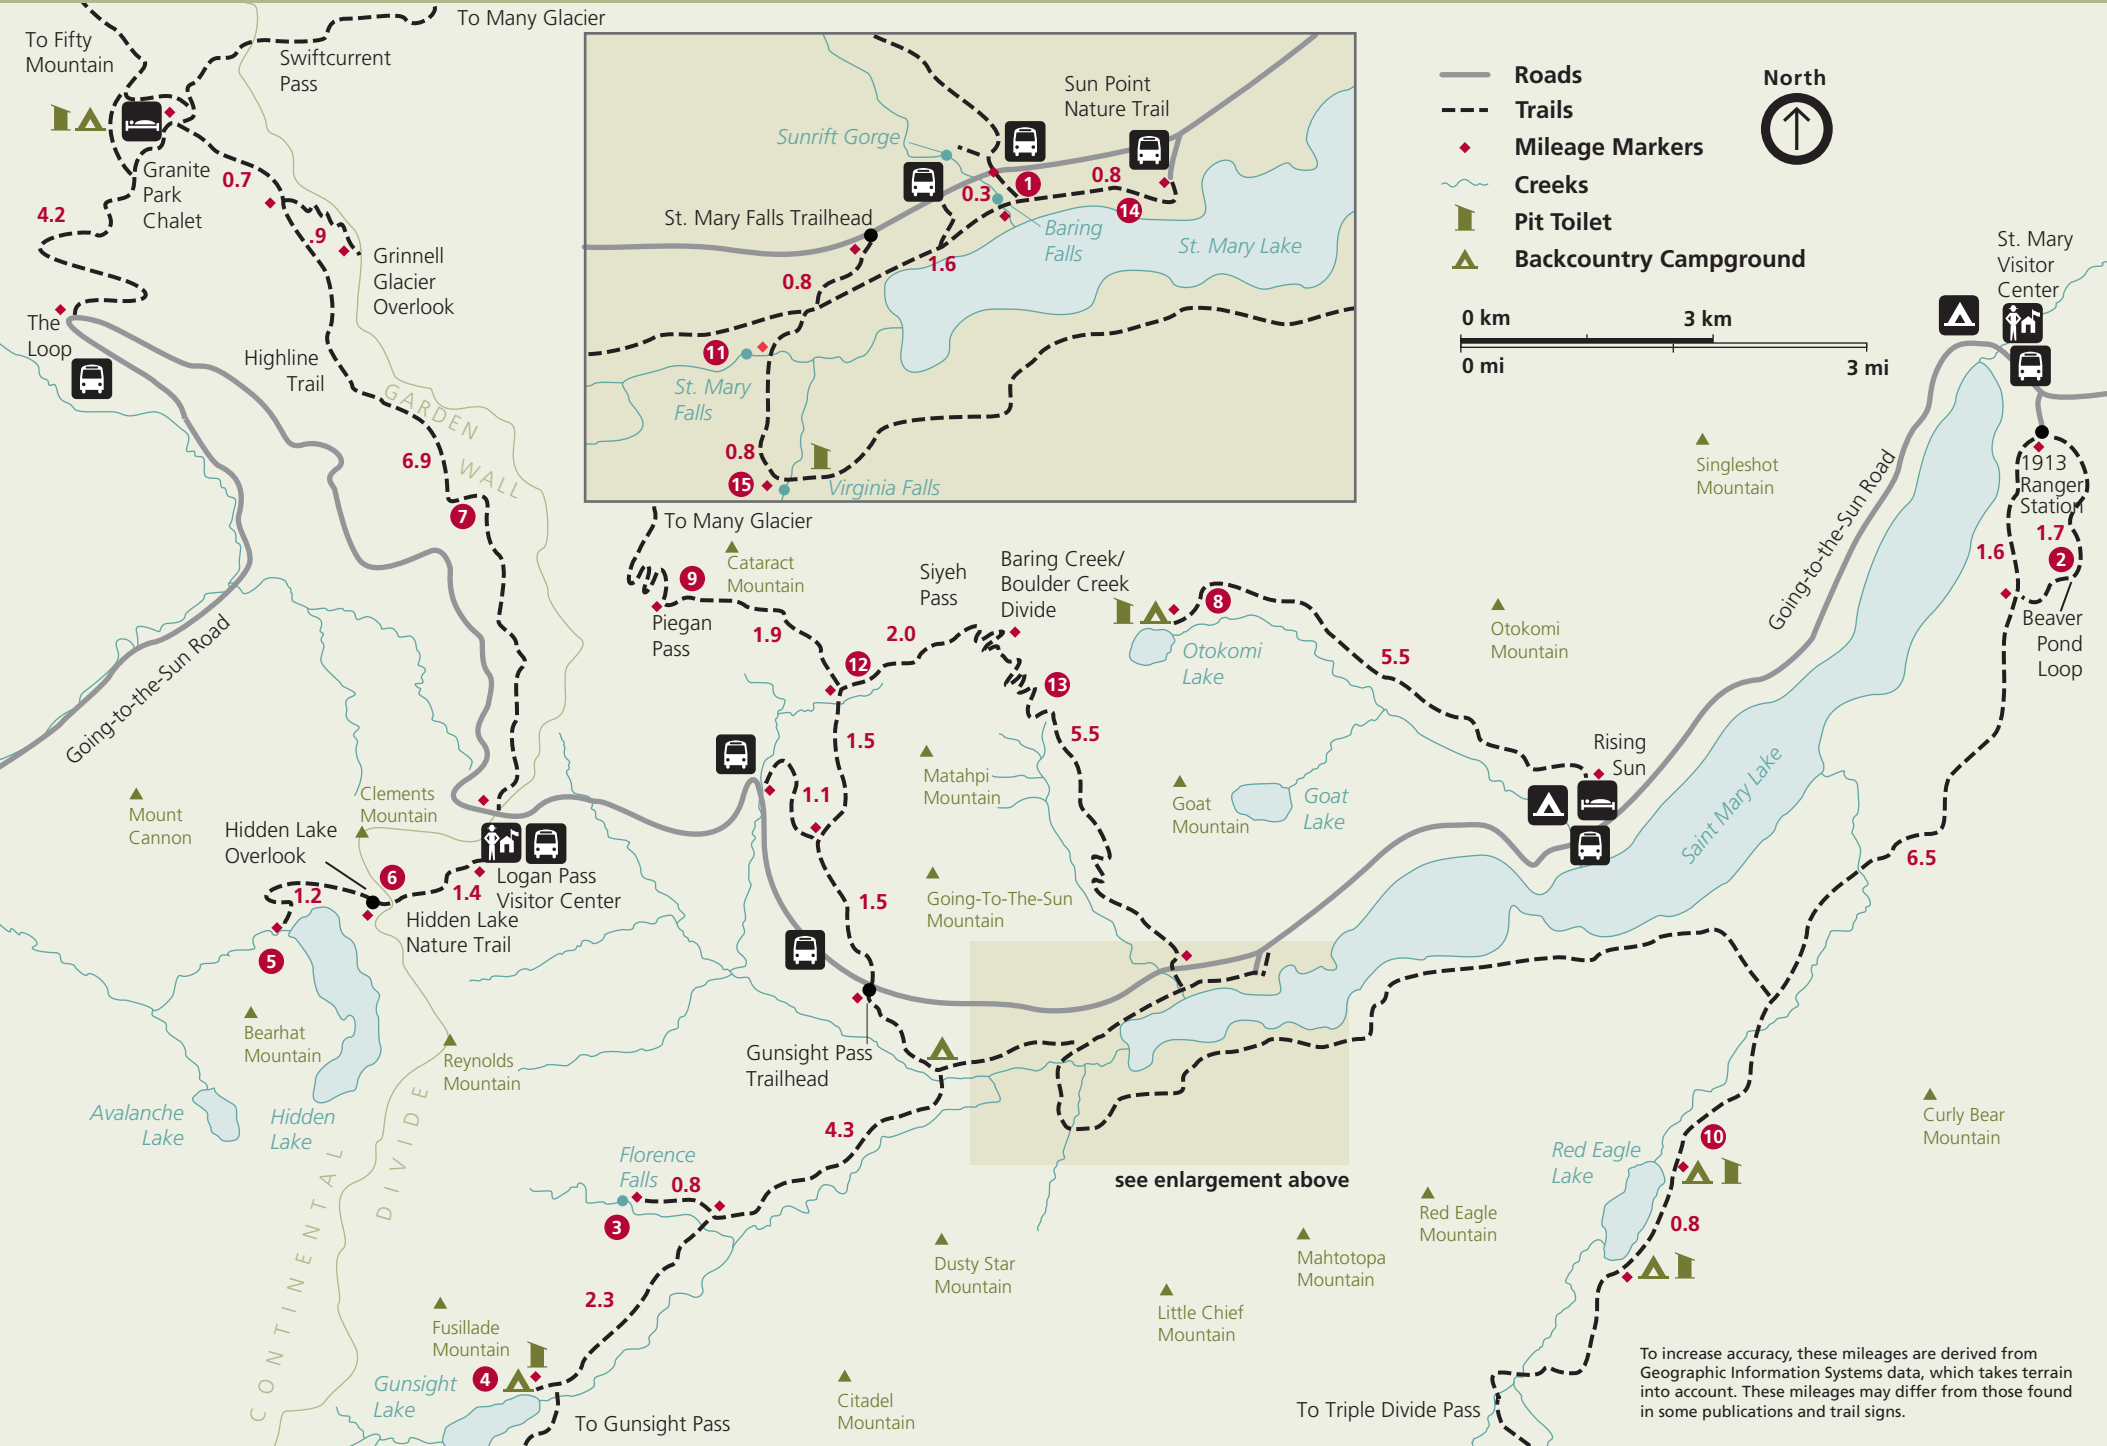 To Many Glacier
To Fifty
Mountain
Swiftcurrent
Pass
Granite
Park
Chalet
0.7
4.2
.9
Grinnell
Glacier
Overlook
The
Loop
Highline
Trail
GARDEN
WALL
6.9
7
Going-to-the-Sun Road
Sun Point
Nature Trail
Sunrift Gorge
0.8
1
0.3
14
St. Mary Falls Trailhead
Baring
Falls
St. Mary Lake
1.6
0.8
11
St. Mary
Falls
0.8
15
Virginia Falls
Roads
Trails
Mileage Markers
Creeks
Pit Toilet
Backcountry Campground
North
0 km
3 km
0 mi
3 mi
St. Mary
Visitor
Center
Singleshot
Mountain
Going-to-the-Sun Road
1913
Ranger
Station
1.7
1.6
2
Beaver
Pond
Loop
To Many Glacier
Cataract
Mountain
9
Piegan
Pass
1.9
2.0
12
Siyeh
Pass
Baring Creek/
Boulder Creek
Divide
13
5.5
1.5
8
Otokomi
Lake
5.5
Otokomi
Mountain
Rising
Sun
Matahpi
Mountain
1.1
Goat
Mountain
Goat
Lake
Saint Mary Lake
6.5
Mount
Cannon
Clements
Mountain
Hidden Lake
Overlook
6
1.2
1.4
Logan Pass
Visitor Center
Hidden Lake
Nature Trail
5
1.5
Going-To-The-Sun
Mountain
Bearhat
Mountain
Reynolds
Mountain
Gunsight Pass
Trailhead
Avalanche
Lake
Hidden
Lake
CONTINENTAL
DIVIDE
4.3
Florence
Falls
0.8
3
see enlargement above
Red Eagle
Lake
10
Curly Bear
Mountain
0.8
Red Eagle
Mountain
Mahtotopa
Mountain
Dusty Star
Mountain
Little Chief
Mountain
2.3
Fusillade
Mountain
4
Gunsight
Lake
To Gunsight Pass
Citadel
Mountain
To Triple Divide Pass
To increase accuracy, these mileages are derived from
Geographic Information Systems data, which takes terrain
into account. These mileages may differ from those found
in some publications and trail signs.